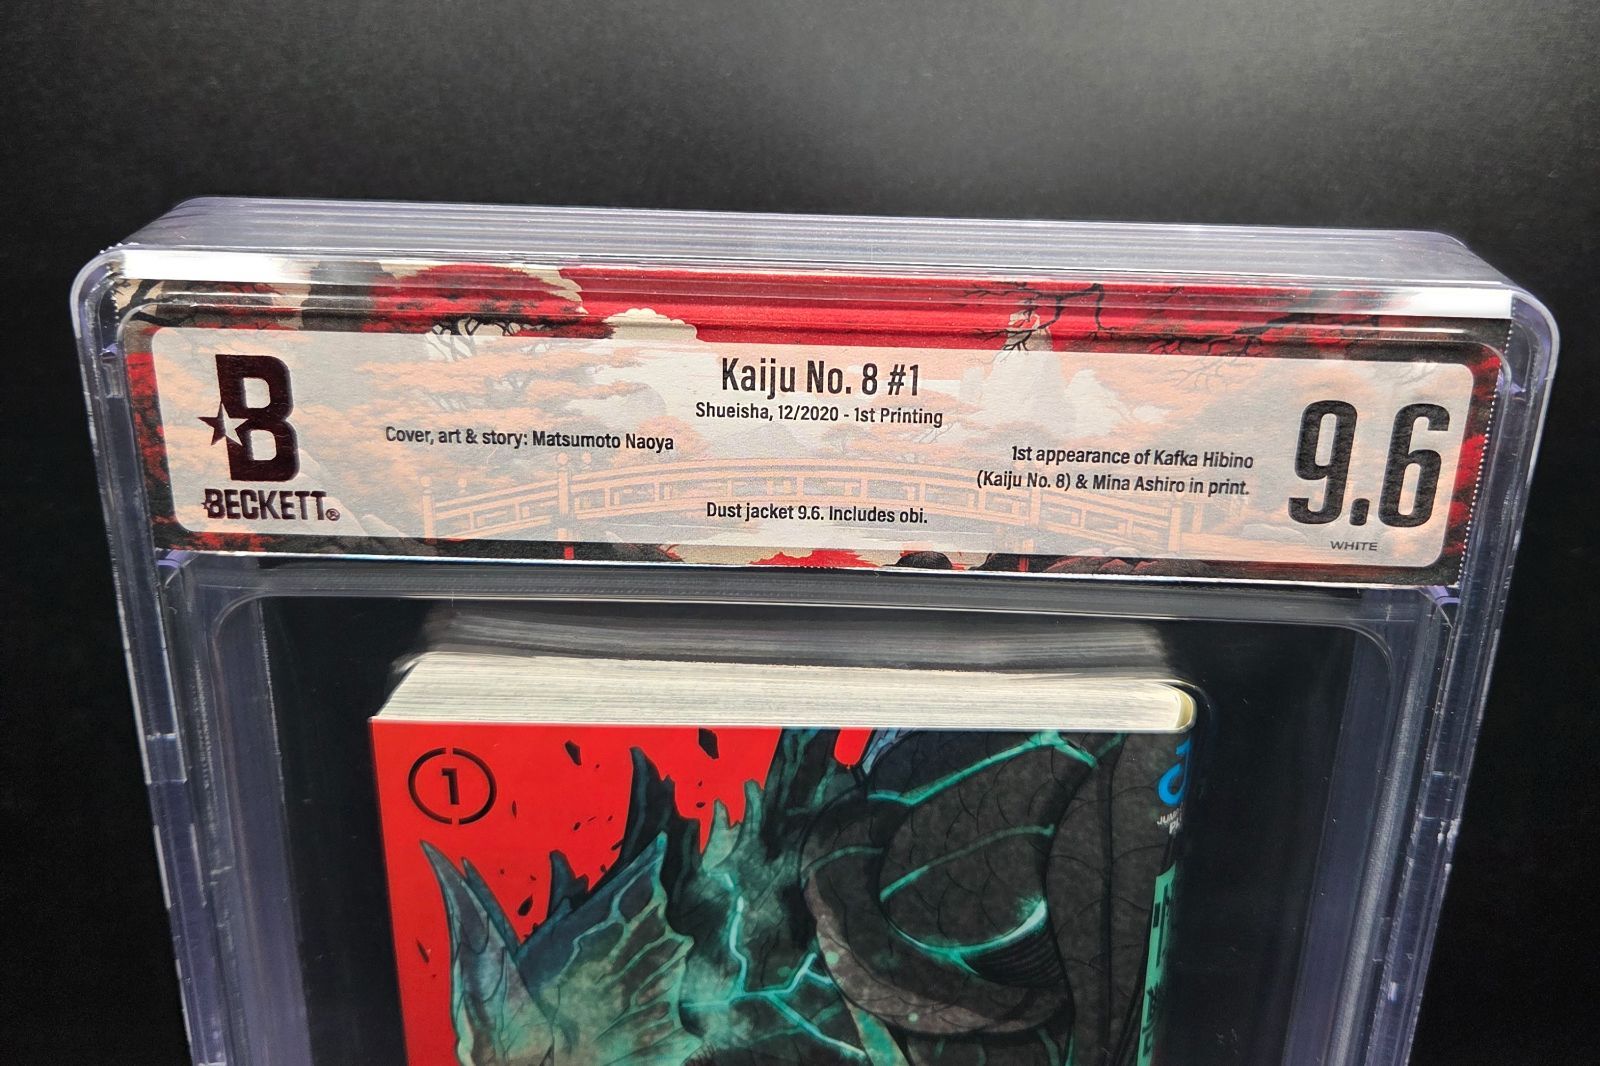 B
BECKETT®
Kaiju No. 8 #1
Shueisha, 12/2020 - 1st Printing
Cover, art & story: Matsumoto Naoya
1st appearance of Kafka Hibino
(Kaiju No. 8) & Mina Ashiro in print.
Dust jacket 9.6. Includes obi.
9.6
WHITE
1